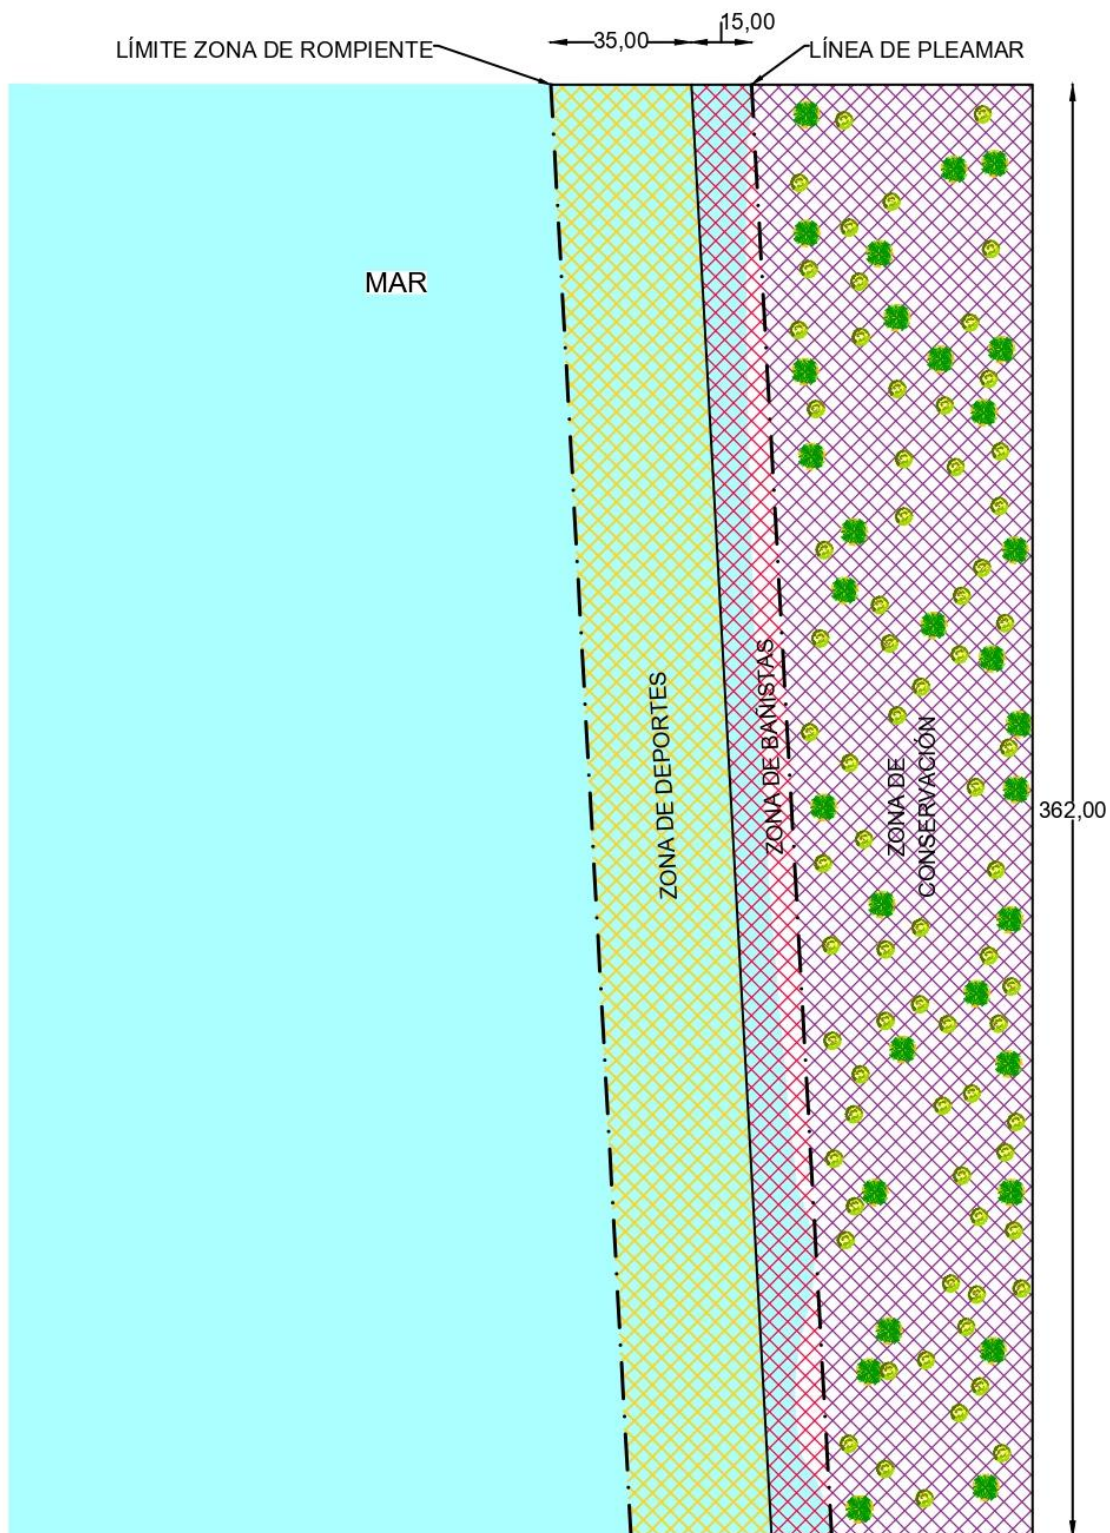 15,00
35,00
LÍMITE ZONA DE ROMPIENTE
LÍNEA DE PLEAMAR
MAR
ZONA DE DEPORTES
ZONA DE BAÑISTAS
ZONA DE
CONSERVACIÓN
362,00